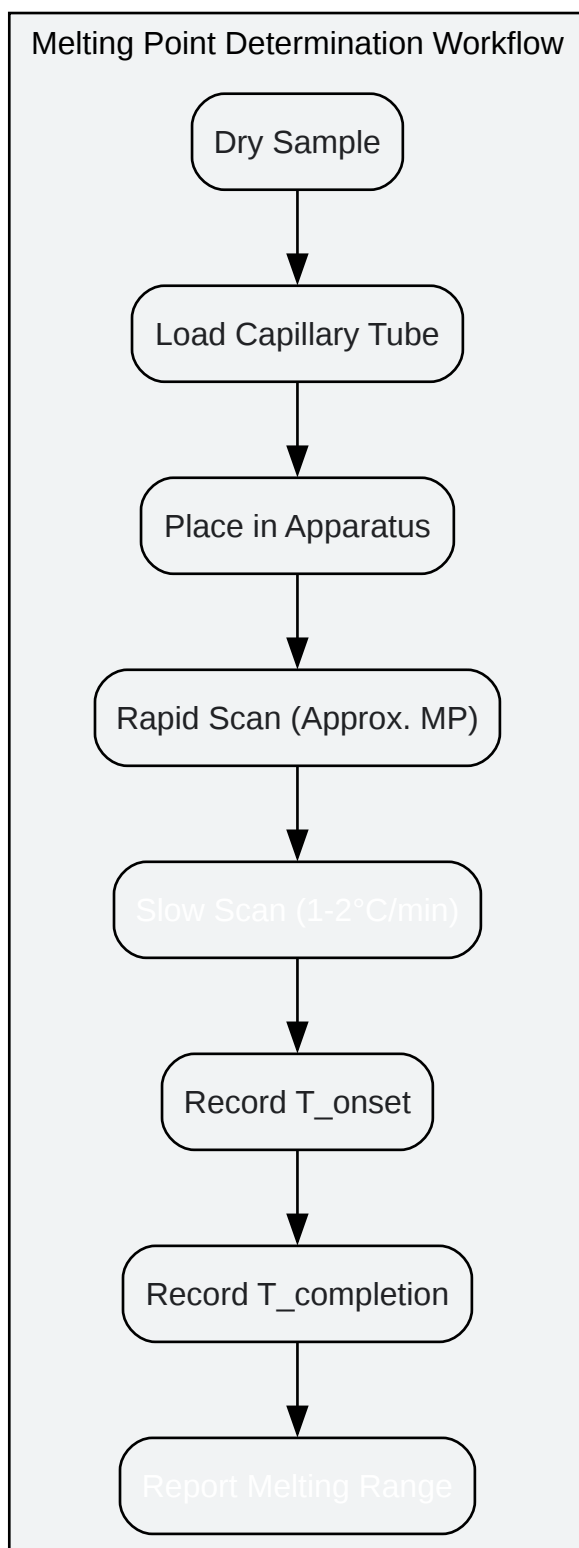 Melting Point Determination Workflow
Dry Sample
Load Capillary Tube
Place in Apparatus
Rapid Scan (Approx. MP)
Slow Scan (1-2°C/min)
Record T_onset
Record T_completion
Report Melting Range